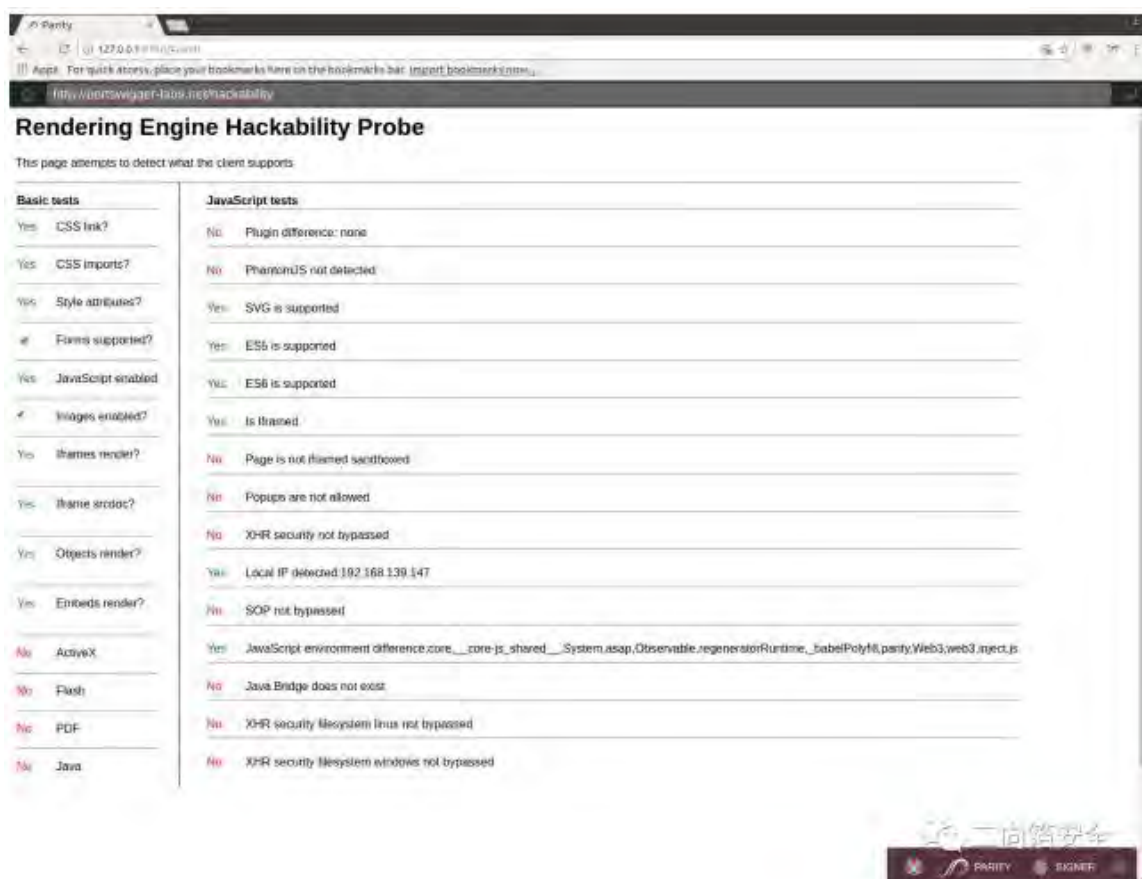 Parity
127.0.0.1
Apps For quick access, place your bookmarks here on the bookmarks bar. Import bookmarks now...
http://portswigger-labs.net/hackability
Rendering Engine Hackability Probe
This page attempts to detect what the client supports
Basic tests
Yes CSS link?
Yes CSS imports?
Yes Style attributes?
Forms supported?
Yes JavaScript enabled
Images enabled?
Yes Iframes render?
Yes Iframe srcdoc?
Yes Objects render?
Yes Embeds render?
No ActiveX
No Flash
No PDF
No Java
JavaScript tests
No Plugin difference: none
No PhantomJS not detected
Yes SVG is supported
Yes ES5 is supported
Yes ES6 is supported
Yes Is Iframed
No Page is not iframed sandboxed
No Popups are not allowed
No XHR security not bypassed
Yes Local IP detected:192.168.139.147
No SOP not bypassed
Yes JavaScript environment difference:core,__core-js_shared__,System,asap,Observable,regeneratorRuntime,_babelPolyfill,parity,Web3,web3,inject.js
No Java Bridge does not exist
No XHR security filesystem linux not bypassed
No XHR security filesystem windows not bypassed
二向箔安全
PARITY SIGNER